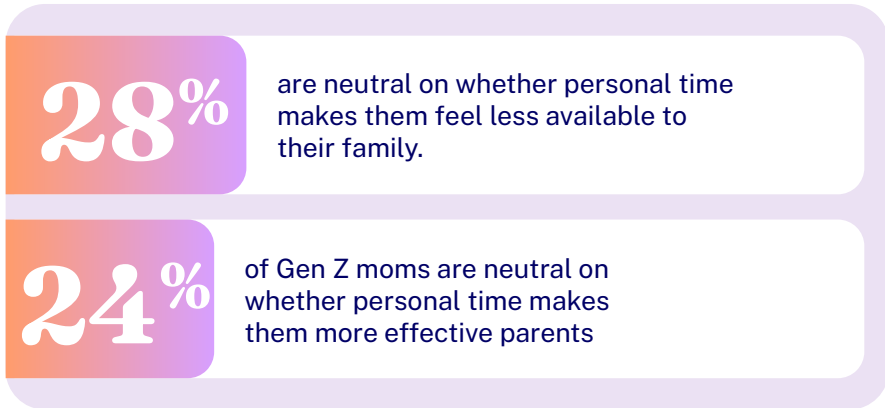 28%
are neutral on whether personal time
makes them feel less available to
their family.
24%
of Gen Z moms are neutral on
whether personal time makes
them more effective parents